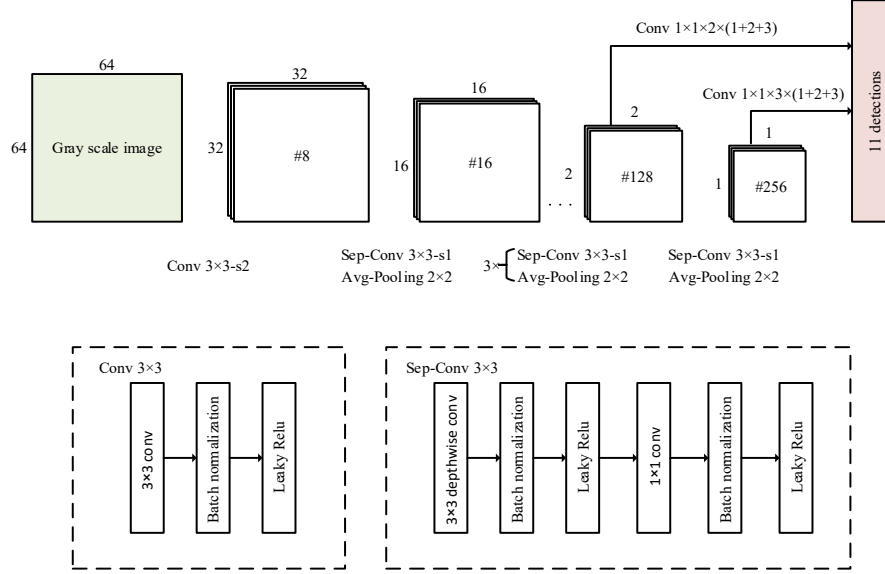 Conv 1×1×2×(1+2+3)
64
32
16
Conv 1×1×3×(1+2+3)
2
1
64
Gray scale image
32
#8
16
#16
2
#128
1
#256
11 detections
. . .
Conv 3×3-s2
Sep-Conv 3×3-s1
Avg-Pooling 2×2
3×
Sep-Conv 3×3-s1
Avg-Pooling 2×2
Sep-Conv 3×3-s1
Avg-Pooling 2×2
Conv 3×3
3×3 conv
Batch normalization
Leaky Relu
Sep-Conv 3×3
3×3 depthwise conv
Batch normalization
Leaky Relu
1×1 conv
Batch normalization
Leaky Relu